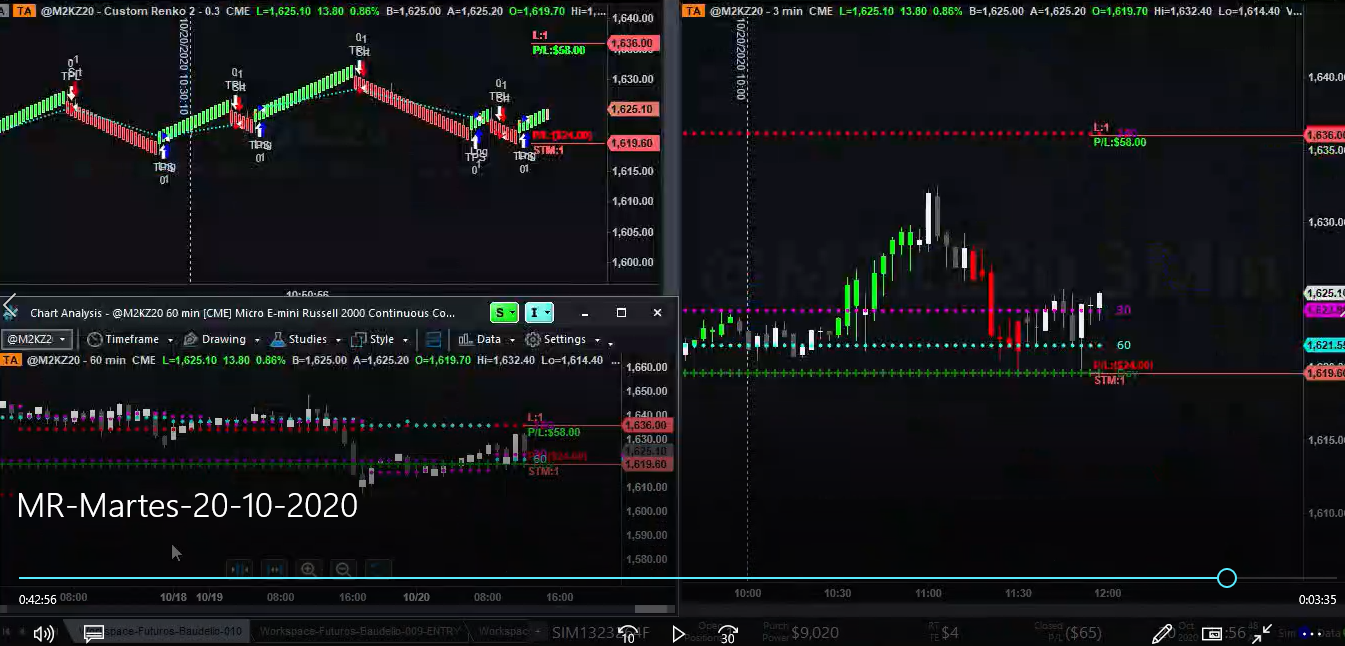 TA @M2KZ20 - Custom Renko 2 - 0.3 CME L=1,625.10 13.80 0.86% B=1,625.00 A=1,625.20 O=1,619.70 Hi=1,...
1,640.00
L:1
1,636.00
P/L:$58.00
1,630.00
10/20/2020 10:30:10
1,625.10
1,619.60
STM:1
1,615.00
1,610.00
1,605.00
1,600.00
10:50:56
TA @M2KZ20 - 3 min CME L=1,625.10 13.80 0.86% B=1,625.00 A=1,625.20 O=1,619.70 Hi=1,632.40 Lo=1,614.40 V...
10/20/2020 10:00
1,640.00
L:1
1,636.00
P/L:$58.00
1,635.00
1,630.00
1,625.10
30
60
1,621.55
P/L:($24.00)
1,619.60
STM:1
1,615.00
1,610.00
10:00 10:30 11:00 11:30 12:00
Chart Analysis - @M2KZ20 60 min [CME] Micro E-mini Russell 2000 Continuous Co...
S I
@M2KZ0 Timeframe Drawing Studies Style Data Settings
TA @M2KZ20 - 60 min CME L=1,625.10 13.80 0.86% B=1,625.00 A=1,625.20 O=1,619.70 Hi=1,632.40 Lo=1,614.40 ...
1,660.00
1,650.00
1,640.00
L:1
1,636.00
P/L:$58.00
1,630.00
1,625.10
60
1,619.60
STM:1
1,610.00
1,600.00
1,590.00
1,580.00
MR-Martes-20-10-2020
08:00 10/18 10/19 08:00 16:00 10/20 08:00 16:00
0:42:56
0:03:35
space-Futuros-Baudelio-010 Workspace-Futuros-Baudelio-009-ENTRY Workspac
10 30
Purch Power $9,020
RT TE $4
Closed P/L ($65)